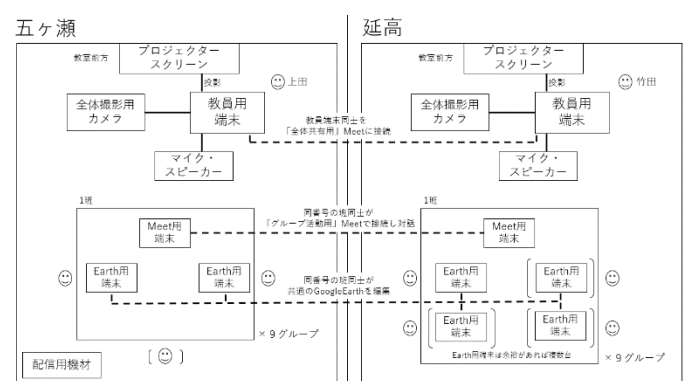 五ヶ瀬
教室前方
プロジェクター
スクリーン
投影
上田
全体撮影用
カメラ
教員用
端末
マイク・
スピーカー
1班
Meet用
端末
Earth用
端末
Earth用
端末
×9グループ
配信用機材
教員端末同士を
『全体共有用』Meetに接続
同番号の班同士が
『グループ活動用』Meetで接続し対話
同番号の班同士が
共通のGoogleEarthを編集
延高
教室前方
プロジェクター
スクリーン
投影
竹田
全体撮影用
カメラ
教員用
端末
マイク・
スピーカー
1班
Meet用
端末
Earth用
端末
Earth用
端末
Earth用
端末
Earth用
端末
Earth用端末は余裕があれば複数台
×9グループ